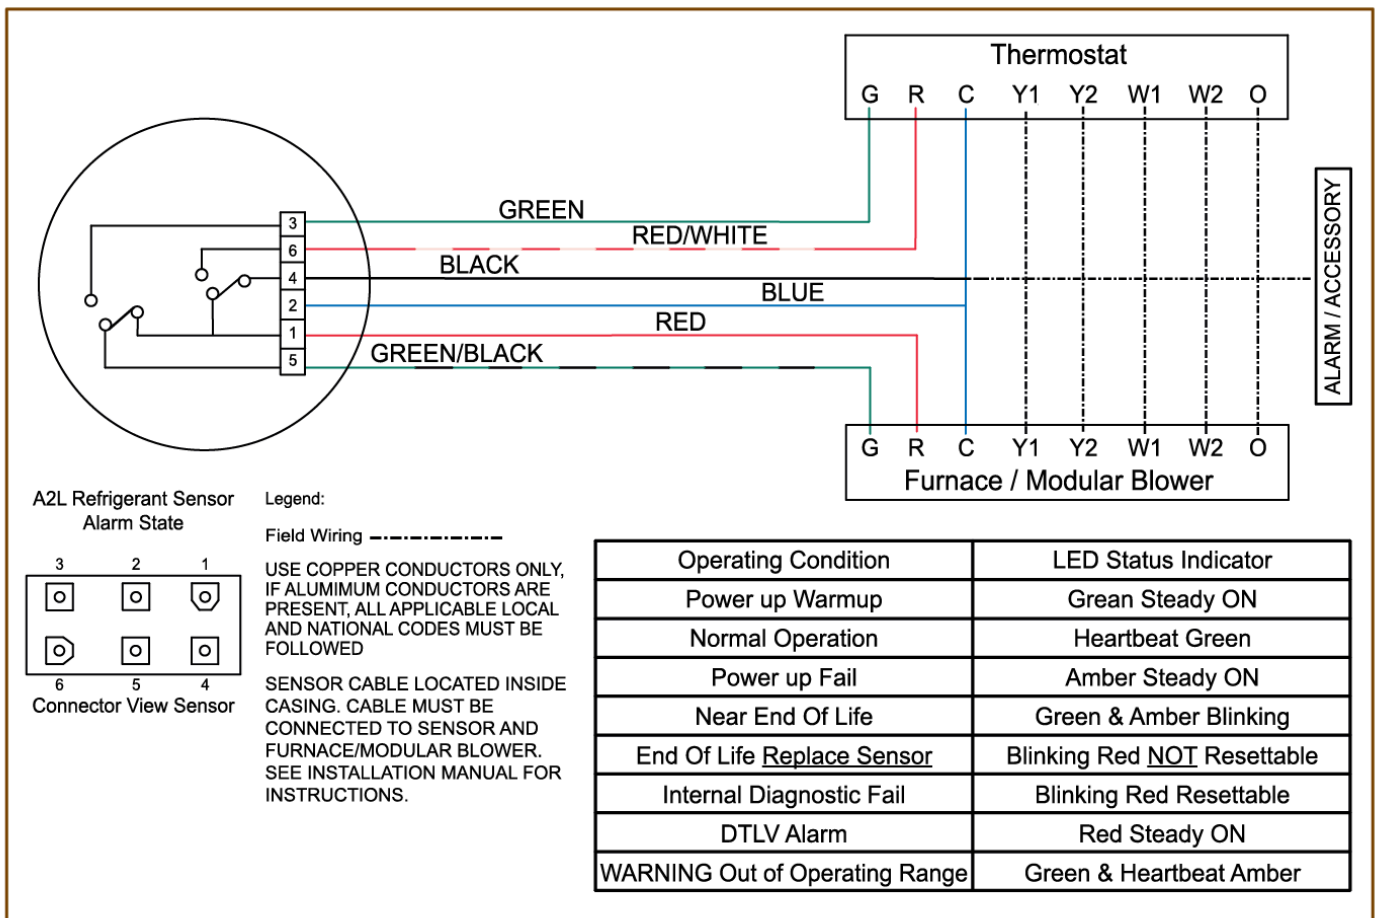 Thermostat
G R C Y1 Y2 W1 W2 O
GREEN
3
RED/WHITE
6
BLACK
4
BLUE
2
RED
1
GREEN/BLACK
5
ALARM / ACCESSORY
G R C Y1 Y2 W1 W2 O
Furnace / Modular Blower
A2L Refrigerant Sensor
Alarm State
3 2 1
6 5 4
Connector View Sensor
Legend:
Field Wiring
USE COPPER CONDUCTORS ONLY,
IF ALUMIMUM CONDUCTORS ARE
PRESENT, ALL APPLICABLE LOCAL
AND NATIONAL CODES MUST BE
FOLLOWED
SENSOR CABLE LOCATED INSIDE
CASING. CABLE MUST BE
CONNECTED TO SENSOR AND
FURNACE/MODULAR BLOWER.
SEE INSTALLATION MANUAL FOR
INSTRUCTIONS.
Operating Condition LED Status Indicator
Power up Warmup Grean Steady ON
Normal Operation Heartbeat Green
Power up Fail Amber Steady ON
Near End Of Life Green & Amber Blinking
End Of Life Replace Sensor Blinking Red NOT Resettable
Internal Diagnostic Fail Blinking Red Resettable
DTLV Alarm Red Steady ON
WARNING Out of Operating Range Green & Heartbeat Amber